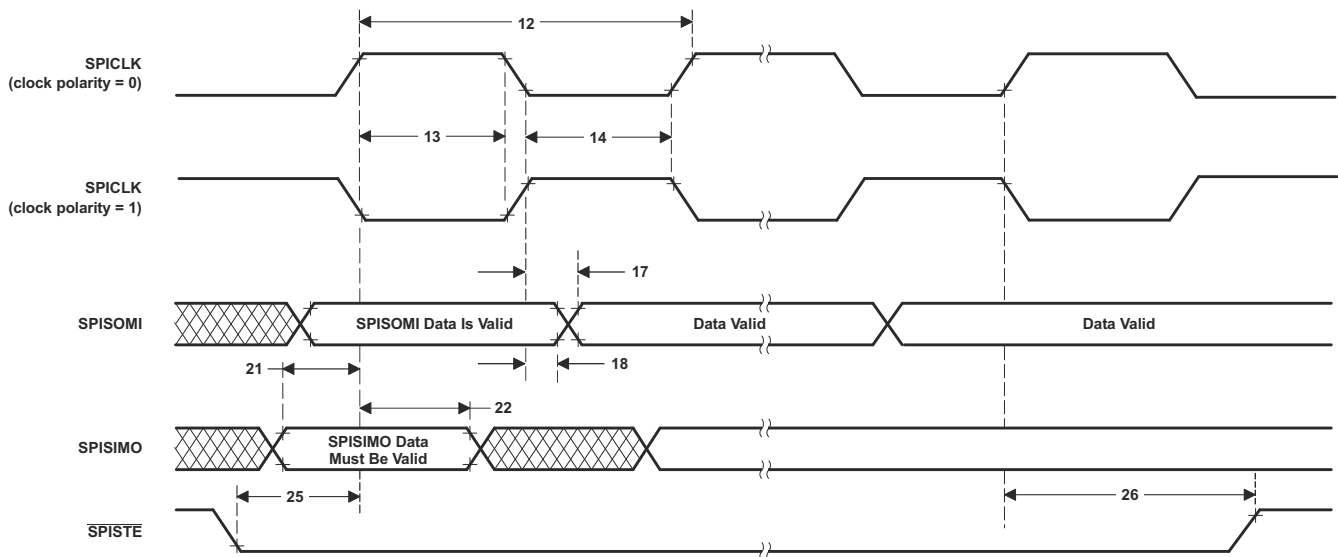 12
SPICLK
(clock polarity = 0)
13
14
SPICLK
(clock polarity = 1)
17
SPISOMI
SPISOMI Data Is Valid
Data Valid
Data Valid
21
18
22
SPISIMO
SPISIMO Data
Must Be Valid
25
26
SPISTE